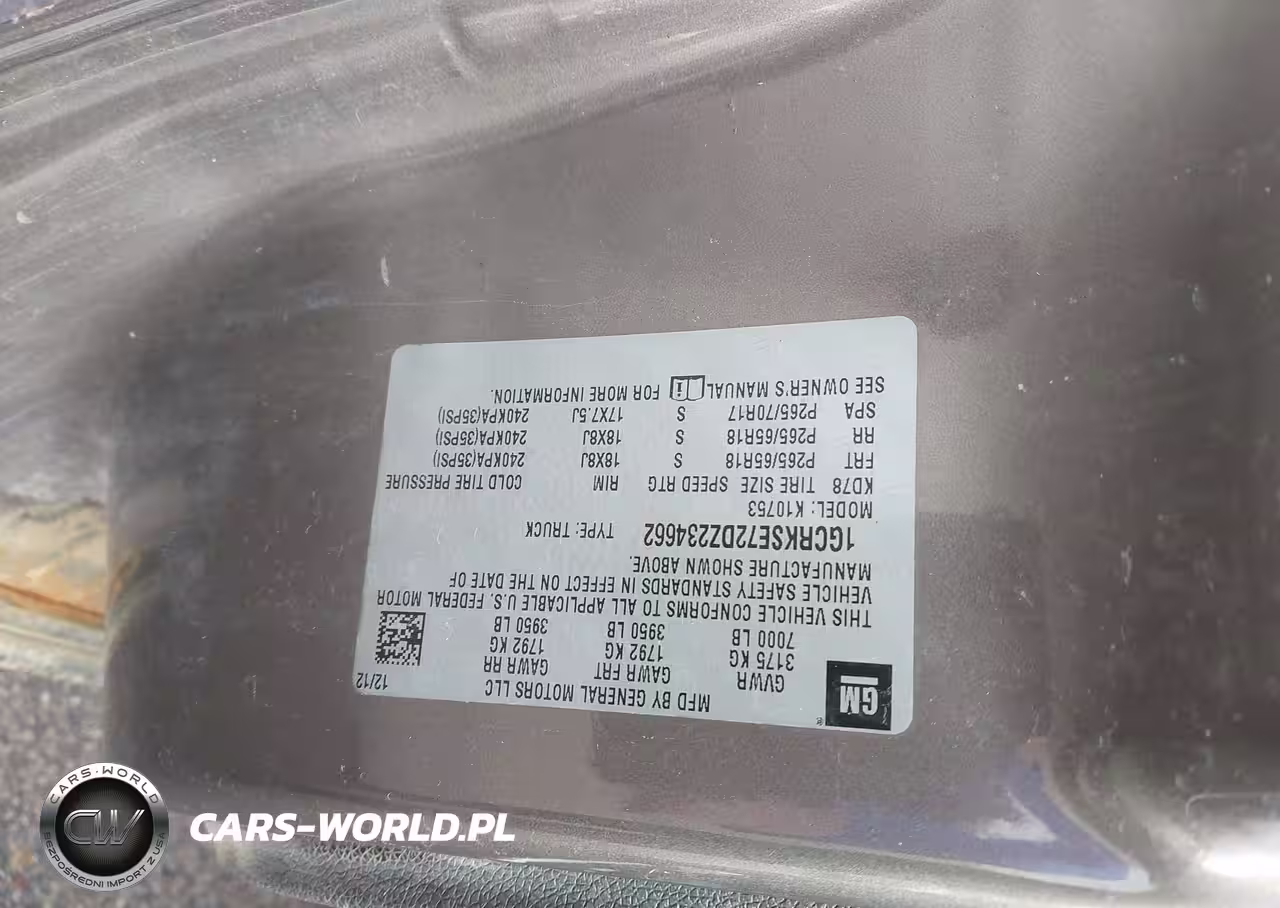 MFD BY GENERAL MOTORS LLC 12/12
GM ®
GVWR GAWR FRT GAWR RR
3175 KG 1792 KG 1792 KG
7000 LB 3950 LB 3950 LB
THIS VEHICLE CONFORMS TO ALL APPLICABLE U.S. FEDERAL MOTOR
VEHICLE SAFETY STANDARDS IN EFFECT ON THE DATE OF
MANUFACTURE SHOWN ABOVE.
1GCRKSE72DZ234662 TYPE: TRUCK
MODEL: K10753
KD78 TIRE SIZE SPEED RTG RIM COLD TIRE PRESSURE
FRT P265/65R18 S 18X8J 240KPA(35PSI)
RR P265/65R18 S 18X8J 240KPA(35PSI)
SPA P265/70R17 S 17X7.5J 240KPA(35PSI)
SEE OWNER'S MANUAL FOR MORE INFORMATION.
CARS-WORLD
CW
BEZPOŚREDNI IMPORT Z USA
CARS-WORLD.PL